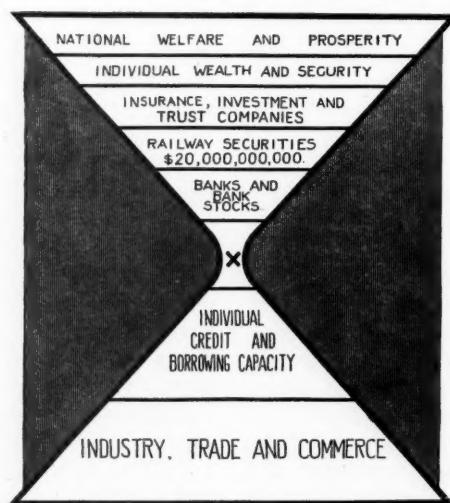 NATIONAL WELFARE AND PROSPERITY
INDIVIDUAL WEALTH AND SECURITY
INSURANCE, INVESTMENT AND
TRUST COMPANIES
RAILWAY SECURITIES
$20,000,000,000.
BANKS AND
BANK
STOCKS
X
INDIVIDUAL
CREDIT AND
BORROWING CAPACITY
INDUSTRY, TRADE AND COMMERCE